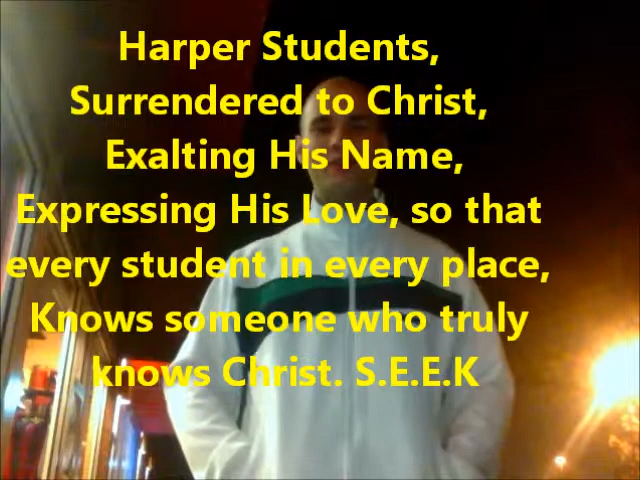 Harper Students,
Surrendered to Christ,
Exalting His Name,
Expressing His Love, so that
every student in every place,
Knows someone who truly
knows Christ. S.E.E.K